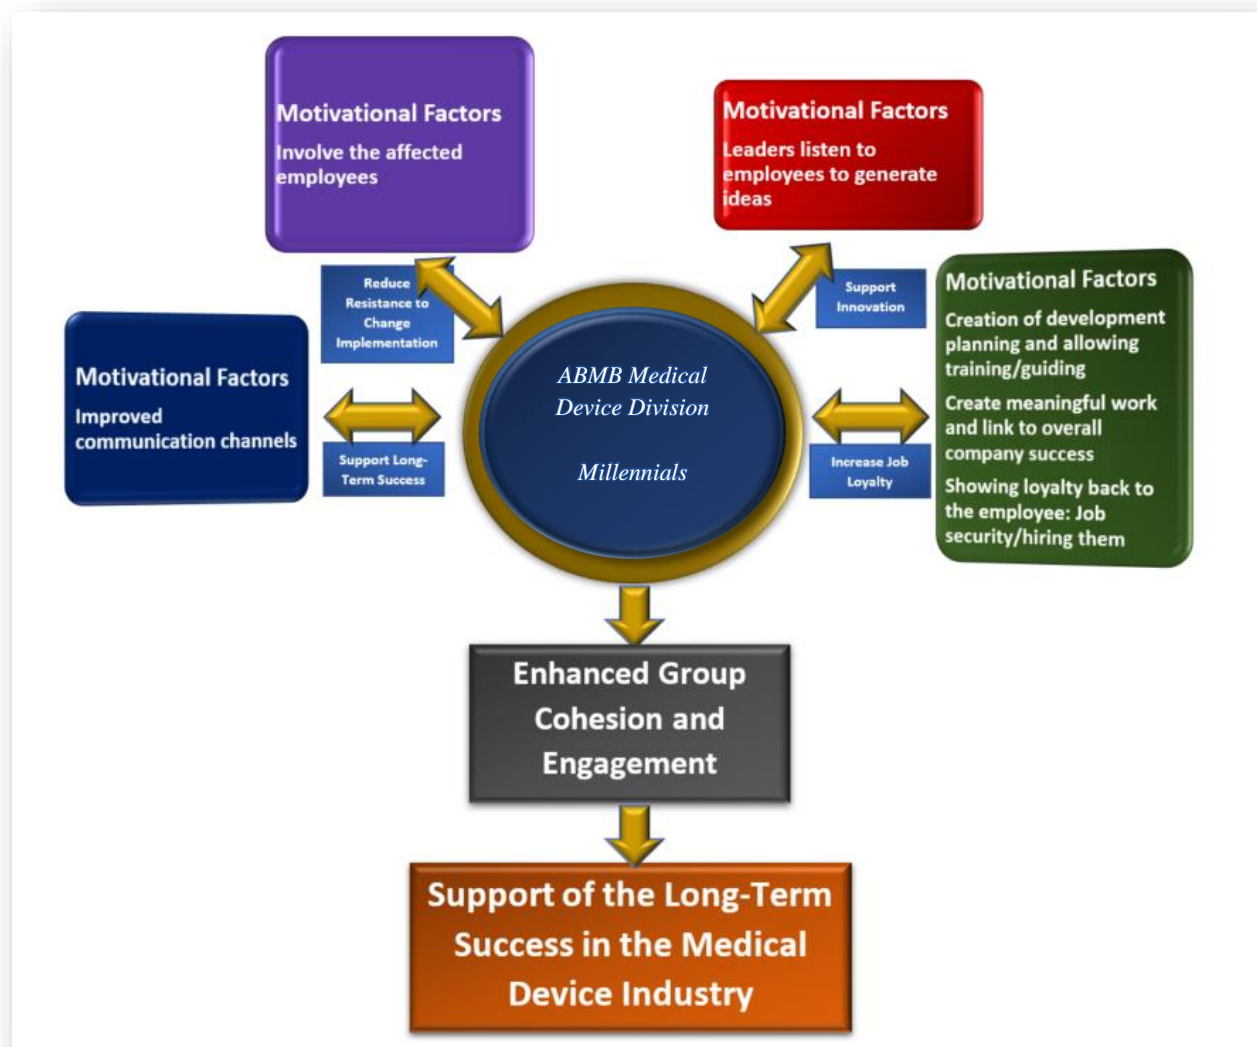 Motivational Factors
Involve the affected
employees
Motivational Factors
Leaders listen to
employees to generate
ideas
Reduce
Resistance to
Change
Implementation
Support
Innovation
Motivational Factors
Creation of development
planning and allowing
training/guiding
Create meaningful work
and link to overall
company success
Showing loyalty back to
the employee: Job
security/hiring them
Motivational Factors
Improved
communication channels
Support Long-
Term Success
ABMB Medical
Device Division
Millennials
Increase Job
Loyalty
Enhanced Group
Cohesion and
Engagement
Support of the Long-Term
Success in the Medical
Device Industry